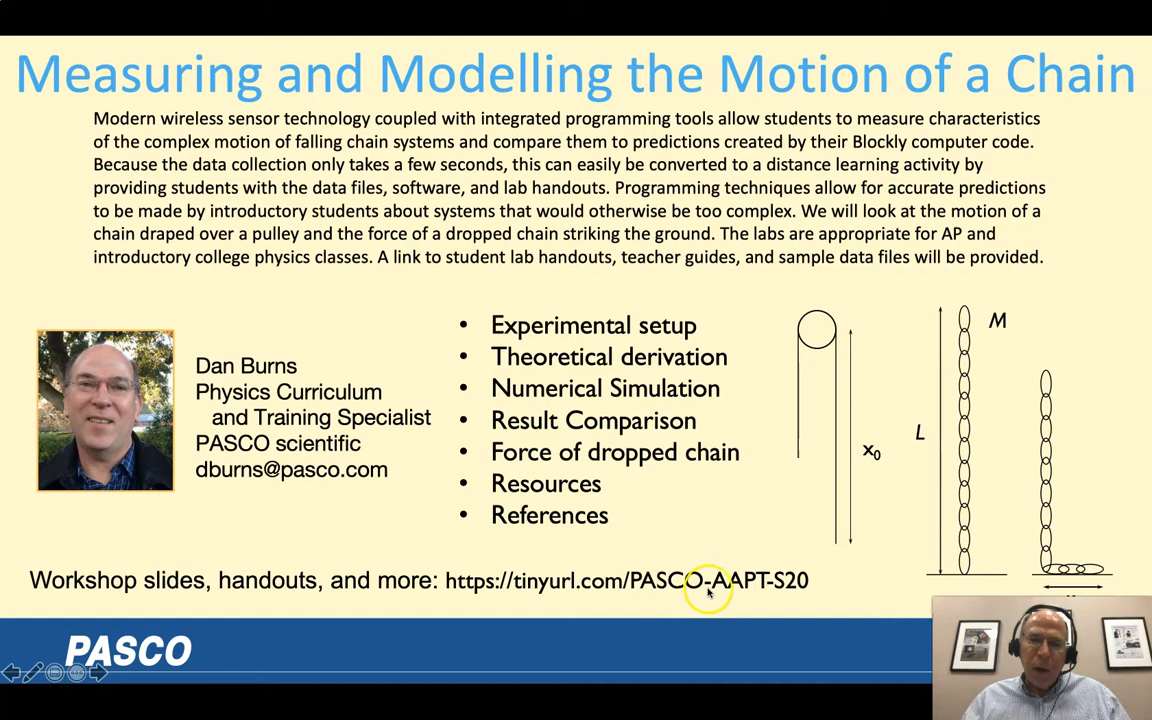 Measuring and Modelling the Motion of a Chain
Modern wireless sensor technology coupled with integrated programming tools allow students to measure characteristics
of the complex motion of falling chain systems and compare them to predictions created by their Blockly computer code.
Because the data collection only takes a few seconds, this can easily be converted to a distance learning activity by
providing students with the data files, software, and lab handouts. Programming techniques allow for accurate predictions
to be made by introductory students about systems that would otherwise be too complex. We will look at the motion of a
chain draped over a pulley and the force of a dropped chain striking the ground. The labs are appropriate for AP and
introductory college physics classes. A link to student lab handouts, teacher guides, and sample data files will be provided.
Dan Burns
Physics Curriculum
and Training Specialist
PASCO scientific
dburns@pasco.com
• Experimental setup
• Theoretical derivation
• Numerical Simulation
• Result Comparison
• Force of dropped chain
• Resources
• References
x₀
L
M
Workshop slides, handouts, and more: https://tinyurl.com/PASCO-AAPT-S20
PASCO